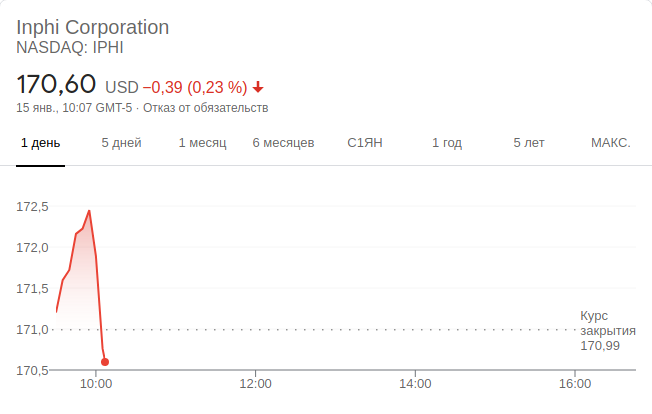 Inphi Corporation
NASDAQ: IPHI
170,60 USD −0,39 (0,23 %)
15 янв., 10:07 GMT-5 · Отказ от обязательств
1 день 5 дней 1 месяц 6 месяцев С1ЯН 1 год 5 лет МАКС.
172,5
172,0
171,5
171,0
170,5
Курс
закрытия
170,99
10:00 12:00 14:00 16:00